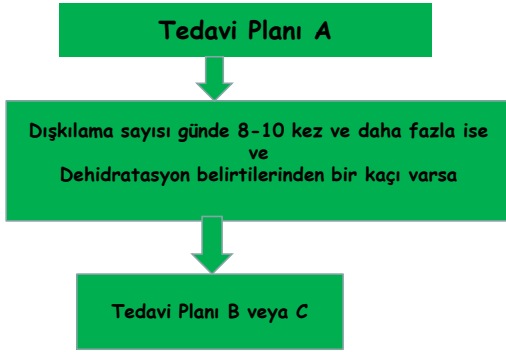 Tedavi Planı A
Dışkılama sayısı günde 8-10 kez ve daha fazla ise
ve
Dehidratasyon belirtilerinden bir kaçı varsa
Tedavi Planı B veya C